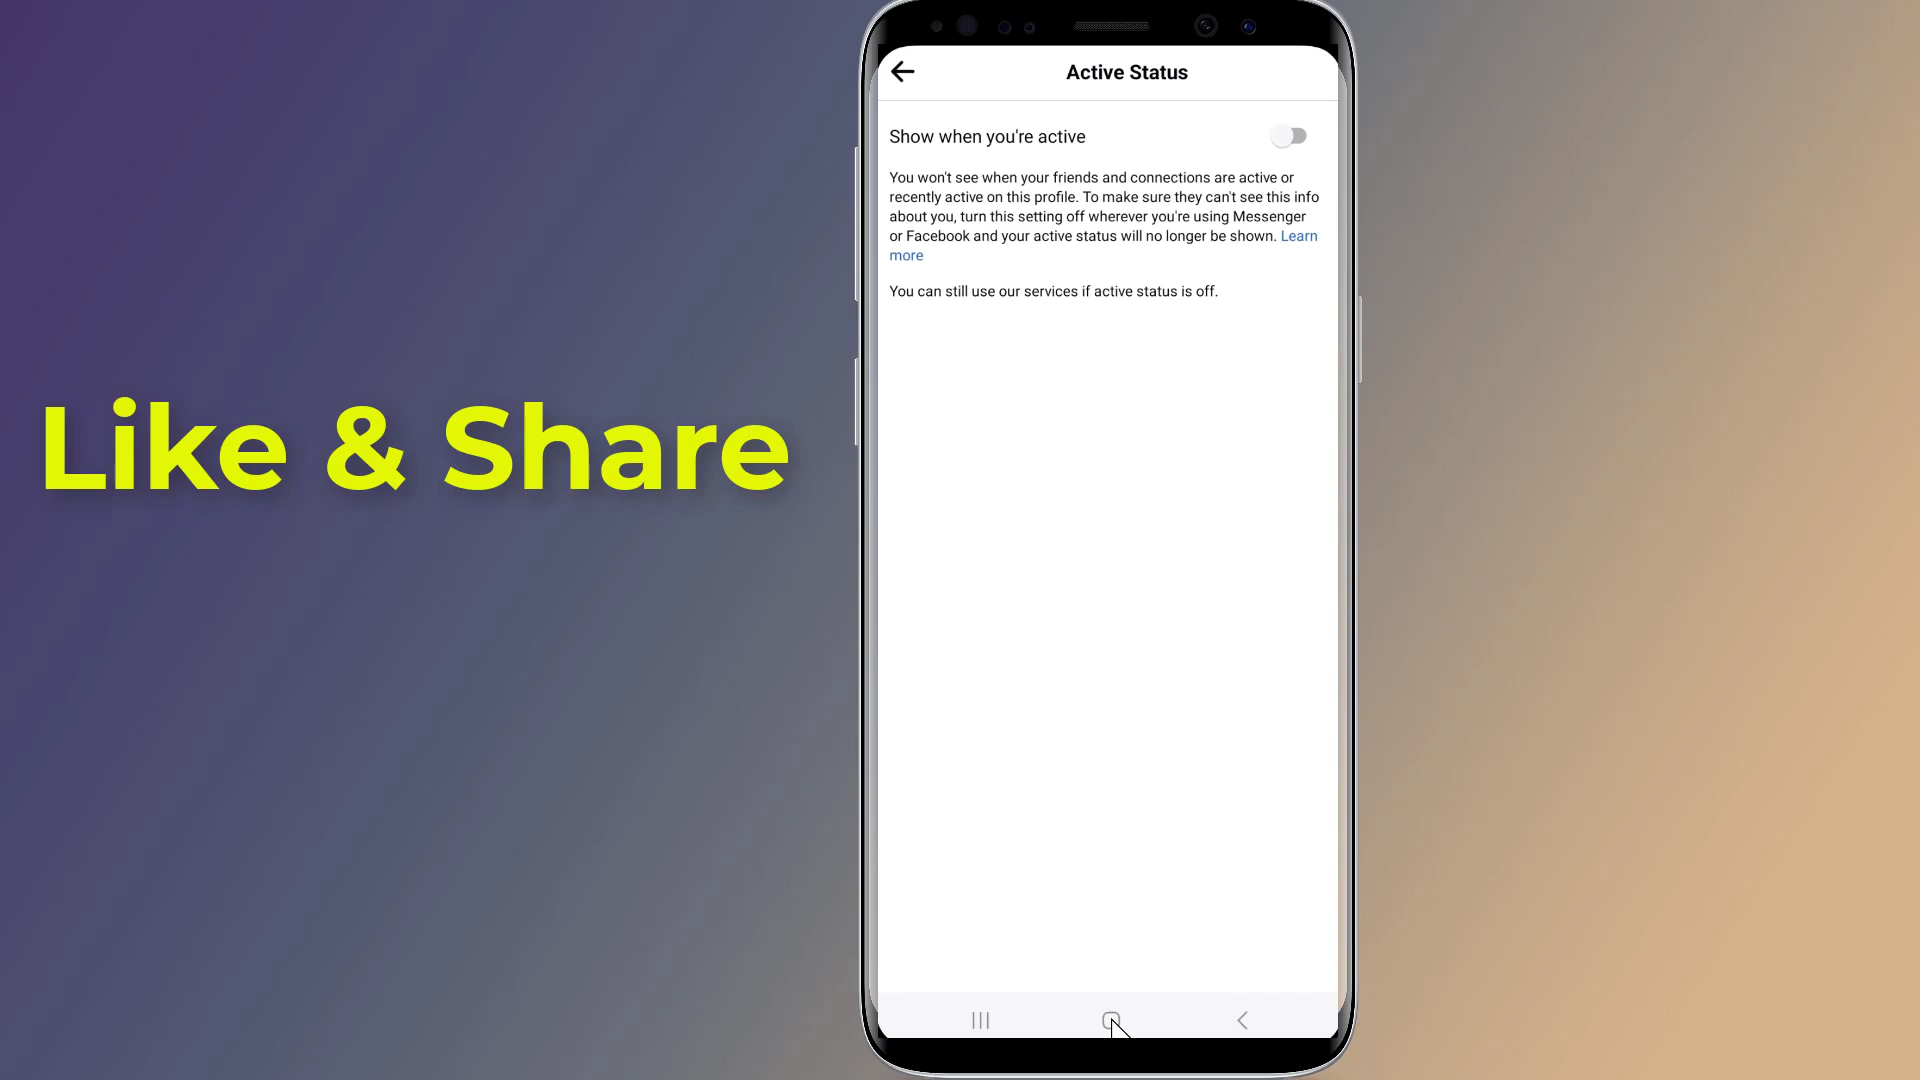 Active Status
Show when you're active
You won't see when your friends and connections are active or
recently active on this profile. To make sure they can't see this info
about you, turn this setting off wherever you're using Messenger
or Facebook and your active status will no longer be shown. Learn
more
You can still use our services if active status is off.
Like & Share